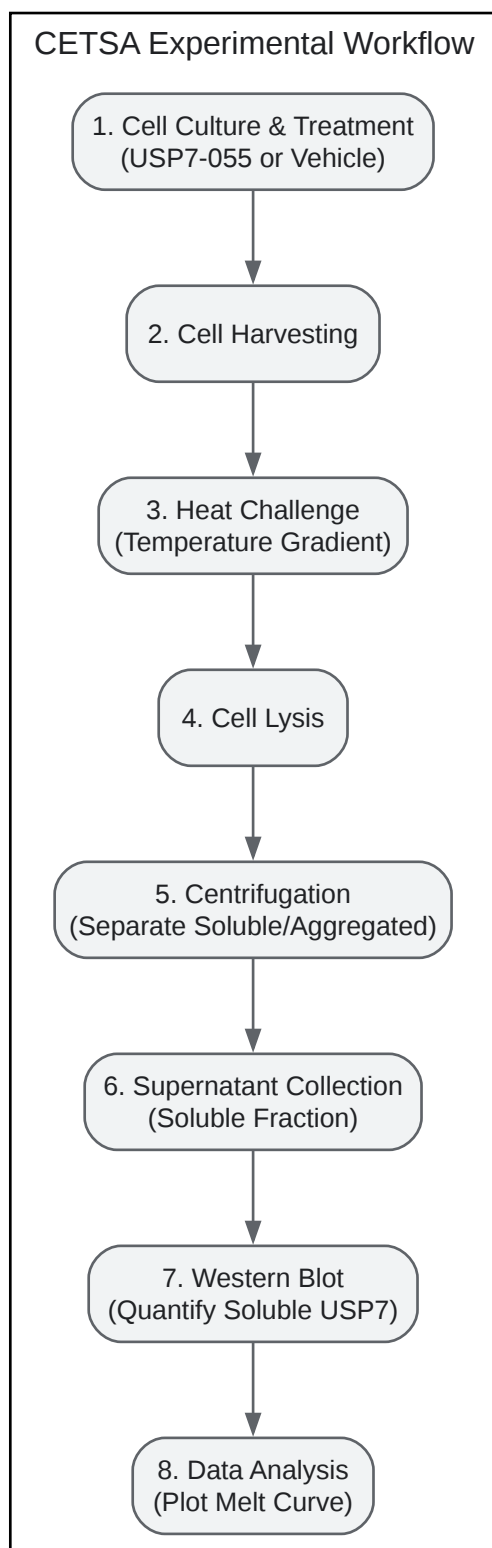 CETSA Experimental Workflow
1. Cell Culture & Treatment
(USP7-055 or Vehicle)
2. Cell Harvesting
3. Heat Challenge
(Temperature Gradient)
4. Cell Lysis
5. Centrifugation
(Separate Soluble/Aggregated)
6. Supernatant Collection
(Soluble Fraction)
7. Western Blot
(Quantify Soluble USP7)
8. Data Analysis
(Plot Melt Curve)